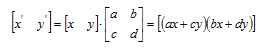 [x' y'] = [x y]·[a b
c d] = [(ax+cy)(bx+dy)]